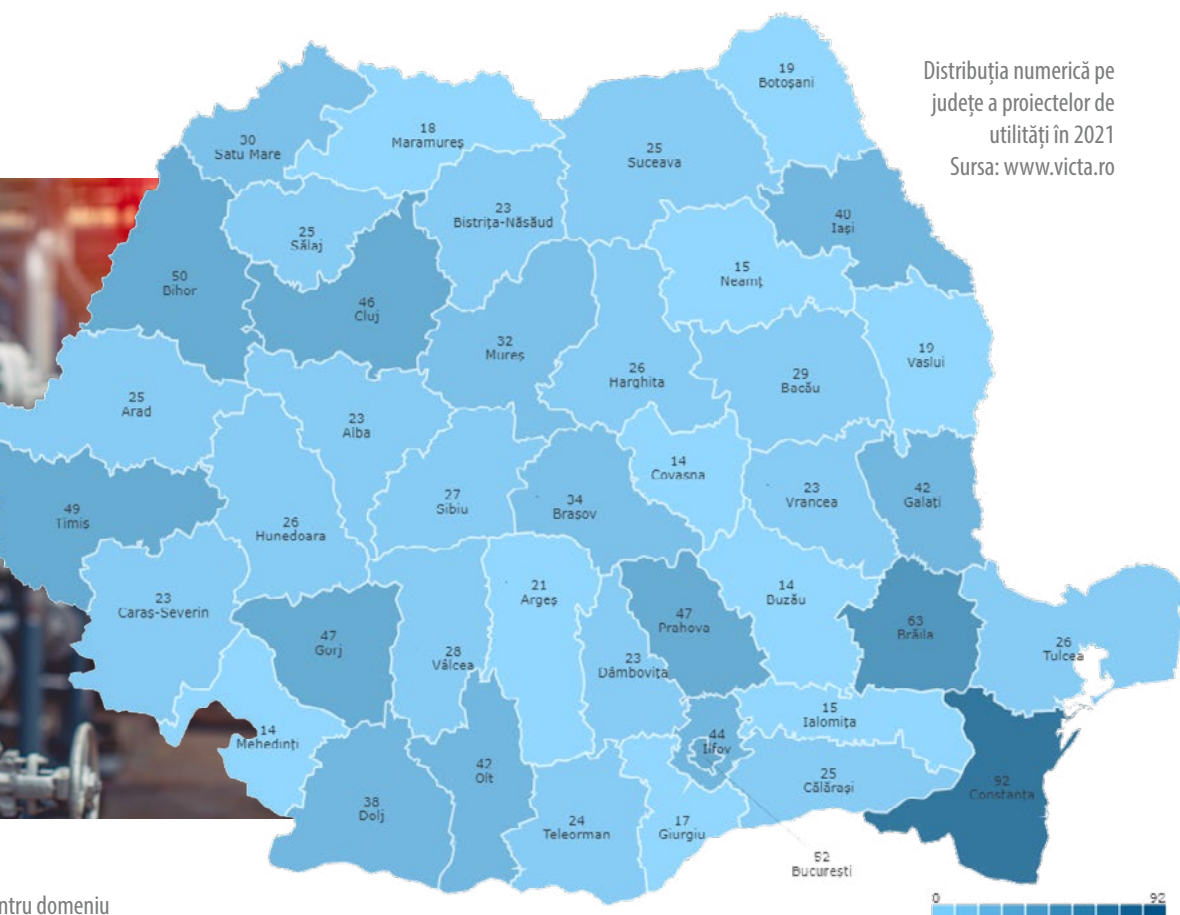 Distribuția numerică pe
județe a proiectelor de
utilități în 2021
Sursa: www.victa.ro
19
Botoșani
30
Satu Mare
18
Maramureș
25
Suceava
23
Bistrița-Năsăud
25
Sălaj
40
Iași
50
Bihor
46
Cluj
15
Neamț
32
Mureș
26
Harghita
29
Bacău
19
Vaslui
25
Arad
23
Alba
14
Covasna
27
Sibiu
34
Brașov
23
Vrancea
42
Galați
49
Timiș
26
Hunedoara
23
Caraș-Severin
47
Gorj
28
Vâlcea
21
Argeș
23
Dâmbovița
47
Prahova
14
Buzău
63
Brăila
26
Tulcea
14
Mehedinți
38
Dolj
42
Olt
24
Teleorman
17
Giurgiu
44
Ilfov
15
Ialomița
25
Călărași
92
Constanța
52
București
ntru domeniu
0 92